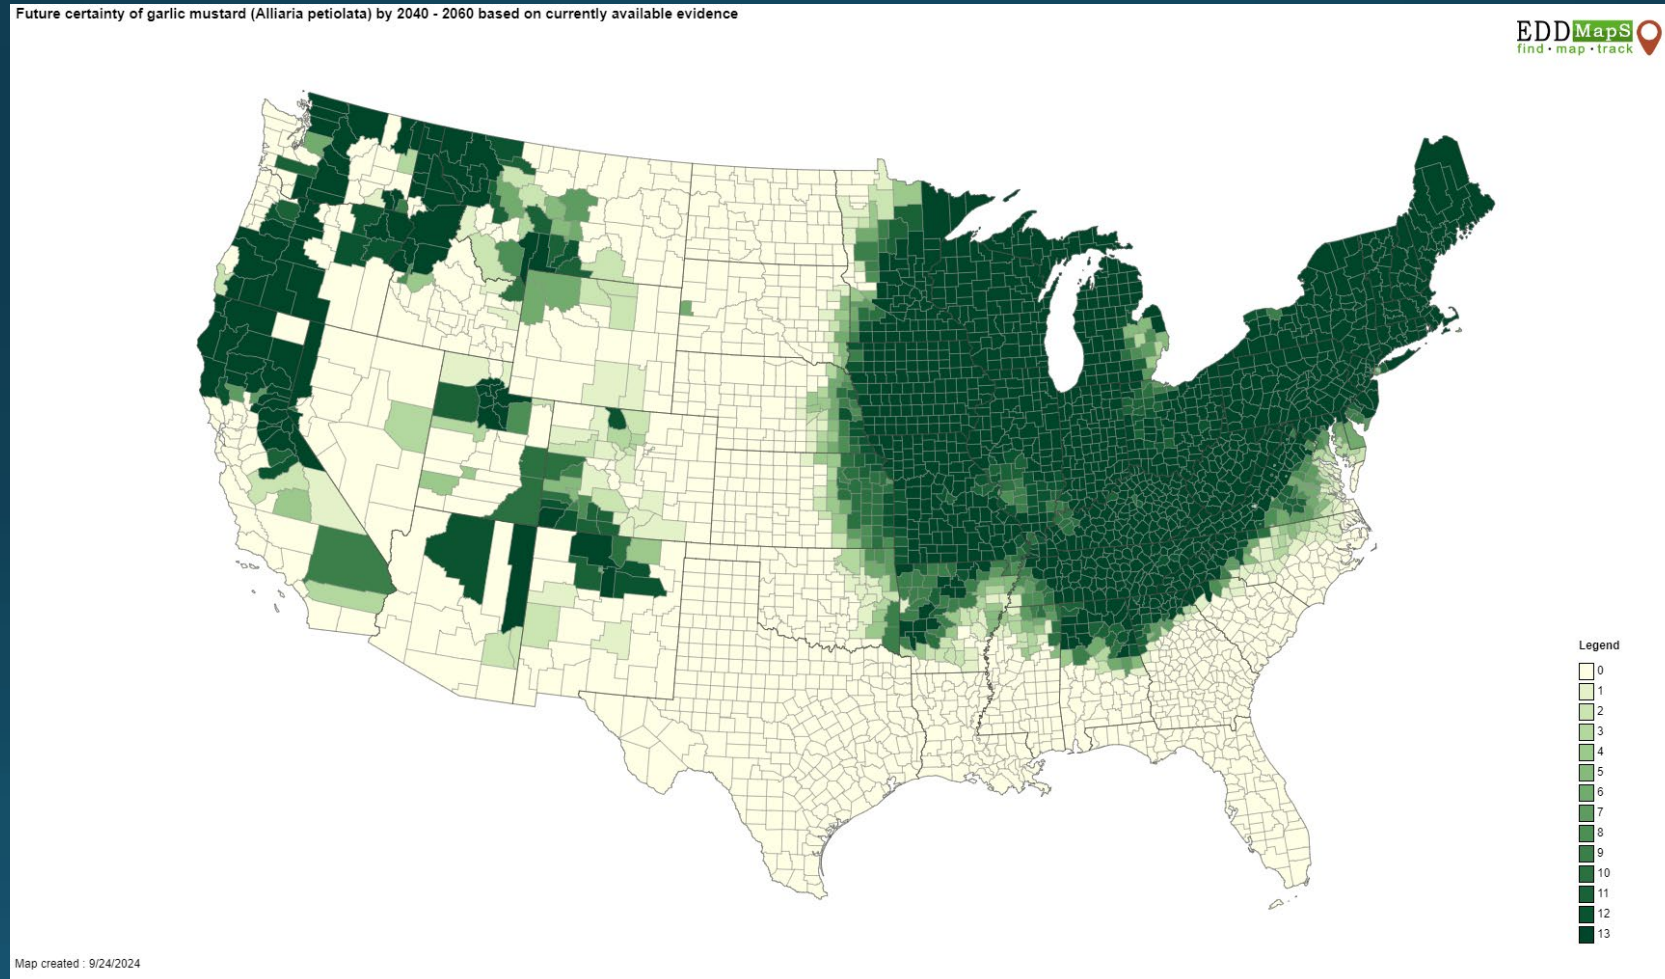 Future certainty of garlic mustard (Alliaria petiolata) by 2040 - 2060 based on currently available evidence
EDDMapS
find · map · track
Legend
0
1
2
3
4
5
6
7
8
9
10
11
12
13
Map created : 9/24/2024